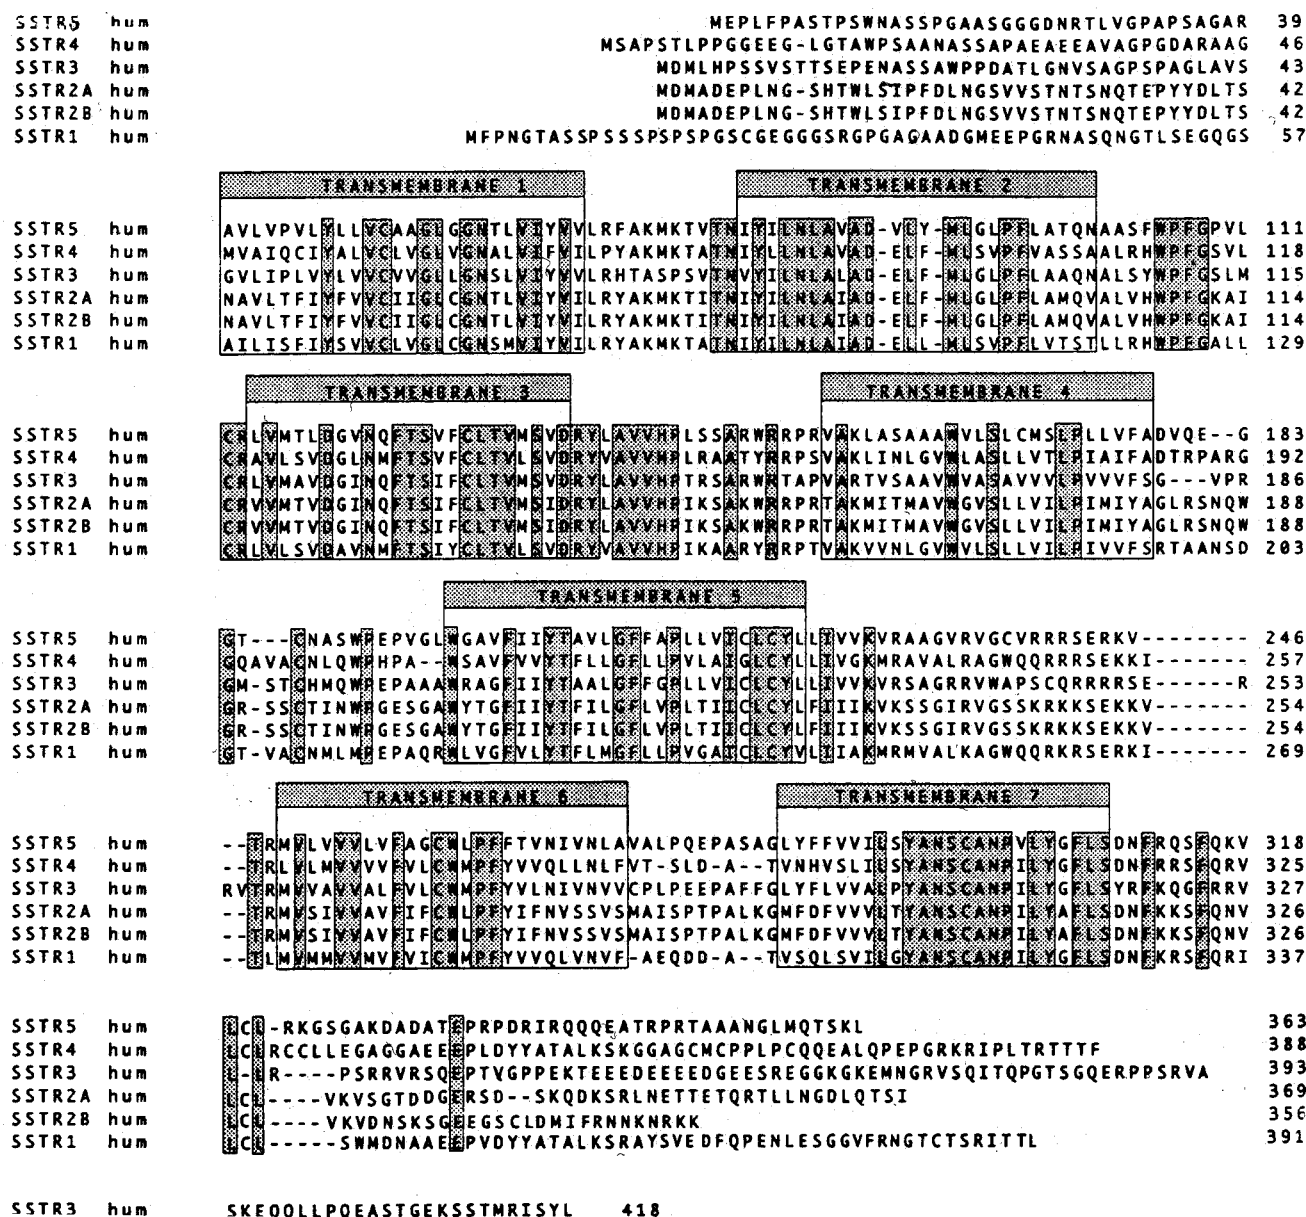 SSTR5 hum MEPLFPASTPSWNASSPGAASGGGDNRTLVGPAPSAGAR 39
SSTR4 hum MSAPSTLPPGGEEG-LGTAWPSAANASSAPAEAEEAVAGPGDARAAG 46
SSTR3 hum MDMLHPSSVSTTSEPENASSAWPPDATLGNVSAGPSPAGLAVS 43
SSTR2A hum MDMADEPLNG-SHTWLSIPFDLNGSVVSTNTSNQTEPYYDLTS 42
SSTR2B hum MDMADEPLNG-SHTWLSIPFDLNGSVVSTNTSNQTEPYYDLTS 42
SSTR1 hum MFPNGTASSPSSSPSPSPGSCGEGGGSRGPGAGAADGMEEPGRNASQNGTLSEGQGS 57
TRANSMEMBRANE 1 TRANSMEMBRANE 2
SSTR5 hum AVLVPVLYLLVCAAGLGGNTLVIYVVLRFAKMKTVTNIYILNLAVAD-VLY-MLGLPFLATQNAASFWPFGPVL 111
SSTR4 hum MVAIQCIYALVCLVGLVGNALVIFVILPYAKMKTATNIYLLNLAVAD-ELF-MLSVPFVASSAALRHWPFGSVL 118
SSTR3 hum GVLIPLVYLVVCVVGLLGNSLVIYVVLRHTASPSVTNVYILNLALAD-ELF-MLGLPFLAAQNALSYWPFGSLM 115
SSTR2A hum NAVLTFIYFVVCIIGLCGNTLVIYVILRYAKMKTITNIYILNLAIAD-ELF-MLGLPFLAMQVALVHWPFGKAI 114
SSTR2B hum NAVLTFIYFVVCIIGLCGNTLVIYVILRYAKMKTITNIYILNLAIAD-ELF-MLGLPFLAMQVALVHWPFGKAI 114
SSTR1 hum AILISFIYSVVCLVGLCGNSMVIYVILRYAKMKTATNIYILNLAIAD-ELL-MLSVPFLVTSTLLRHWPFGALL 129
TRANSMEMBRANE 3 TRANSMEMBRANE 4
SSTR5 hum CRLVMTLDGVNQFTSVFCLTVMSVDRYLAVVHPLSSARWRRPRVAKLASAAAWVLSLCMSLPLLVFADVQE--G 183
SSTR4 hum CRAVLSVDGLNMFTSVFCLTVLSVDRYVAVVHPLRAATYRRPSVAKLINLGVWLASLLVTLPIAIFADTRPARG 192
SSTR3 hum CRLVMAVDGINQFTSIFCLTVMSVDRYLAVVHPTRSARWRTAPVARTVSAAVWVASAVVVLPVVVFSG---VPR 186
SSTR2A hum CRVVMTVDGINQFTSIFCLTVMSIDRYLAVVHPIKSAKWRRPRTAKMITMAVWGVSLLVILPIMIYAGLRSNQW 188
SSTR2B hum CRVVMTVDGINQFTSIFCLTVMSIDRYLAVVHPIKSAKWRRPRTAKMITMAVWGVSLLVILPIMIYAGLRSNQW 188
SSTR1 hum CRLVLSVDAVNMFTSIYCLTVLSVDRYVAVVHPIKAARYRRPTVAKVVNLGVWVLSLLVILPIVVFSRTAANSD 203
TRANSMEMBRANE 5
SSTR5 hum GT---CNASWPEPVGLWGAVFIIYTAVLGFFAPLLVICLCYLLIVVKVRAAGVRVGCVRRRSERKV-------- 246
SSTR4 hum GQAVACNLQWPHPA--WSAVFVVYTFLLGFLLPVLAIGLCYLLIVGKMRAVALRAGWQQRRRSEKKI------- 257
SSTR3 hum GM-STCHMQWPEPAAAWRAGFIIYTAALGFFGPLLVICLCYLLIVVKVRSAGRRVWAPSCQRRRRSE------R 253
SSTR2A hum GR-SSCTINWPGESGAWYTGFIIYTFILGFLVPLTIICLCYLFIIIKVKSSGIRVGSSKRKKSEKKV------- 254
SSTR2B hum GR-SSCTINWPGESGAWYTGFIIYTFILGFLVPLTIICLCYLFIIIKVKSSGIRVGSSKRKKSEKKV------- 254
SSTR1 hum GT-VACNMLMPEPAQRWLVGFVLYTFLMGFLLPVGAICLCYVLIIAKMRMVALKAGWQQRKRSERKI------- 269
TRANSMEMBRANE 6 TRANSMEMBRANE 7
SSTR5 hum --TRMVLVVVLVFAGCWLPFFTVNIVNLAVALPQEPASAGLYFFVVILSYANSCANPVLYGFLSDNFRQSFQKV 318
SSTR4 hum --TRLVLMVVVVFVLCWMPFYVVQLLNLFVT-SLD-A--TVNHVSLILSYANSCANPILYGFLSDNFRRSFQRV 325
SSTR3 hum RVTRMVVAVVALFVLCWMPFYVLNIVNVVCPLPEEPAFFGLYFLVVALPYANSCANPILYGFLSYRFKQGFRRV 327
SSTR2A hum --TRMVSIVVAVFIFCWLPFYIFNVSSVSMAISPTPALKGMFDFVVVLTYANSCANPILYAFLSDNFKKSFQNV 326
SSTR2B hum --TRMVSIVVAVFIFCWLPFYIFNVSSVSMAISPTPALKGMFDFVVVLTYANSCANPILYAFLSDNFKKSFQNV 326
SSTR1 hum --TLMVMMVVMVFVICWMPFYVVQLVNVF-AEQDD-A--TVSQLSVILGYANSCANPILYGFLSDNFKRSFQRI 337
SSTR5 hum LCL-RKGSGAKDADATEPRPDRIRQQQEATRPRTAAANGLMQTSKL 363
SSTR4 hum LCLRCCLLEGAGGAEEEPLDYYATALKSKGGAGCMCPPLPCQQEALQPEPGRKRIPLTRTTTF 388
SSTR3 hum L-LR----PSRRVRSQEPTVGPPEKTEEEDEEEEDGEESREGGKGKEMNGRVSQITQPGTSGQERPPSRVA 393
SSTR2A hum LCL----VKVSGTDDGERSD--SKQDKSRLNETTETQRTLLNGDLQTSI 369
SSTR2B hum LCL----VKVDNSKSGEEGSCLDMIFRNNNKNRKK 356
SSTR1 hum LCL-----SWMDNAAEEPVDYYATALKSRAYSVEDFQPENLESGGVFRNGTCTSRITTL 391
SSTR3 hum SKEQQLLPQEASTGEKSSTMRISYL 418